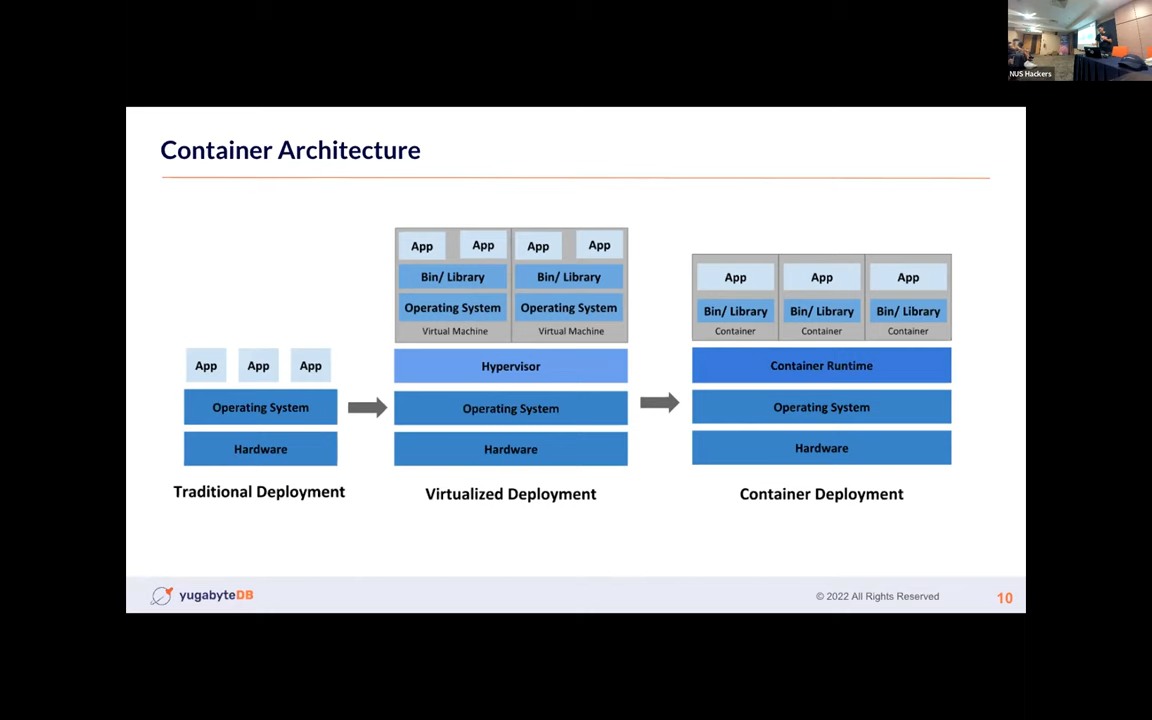 NUS Hackers
Container Architecture
App App App
Operating System
Hardware
Traditional Deployment
App App App App
Bin/ Library Bin/ Library
Operating System Operating System
Virtual Machine Virtual Machine
Hypervisor
Operating System
Hardware
Virtualized Deployment
App App App
Bin/ Library Bin/ Library Bin/ Library
Container Container Container
Container Runtime
Operating System
Hardware
Container Deployment
yugabyteDB
© 2022 All Rights Reserved
10